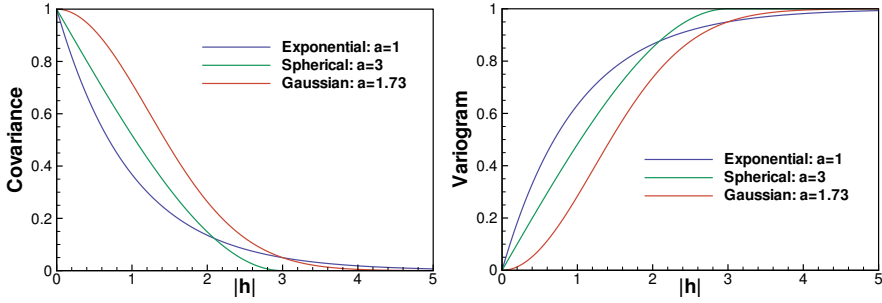 Covariance
1
0.8
0.6
0.4
0.2
0
0
1
2
3
4
5
|h|
Exponential: a=1
Spherical: a=3
Gaussian: a=1.73
Variogram
1
0.8
0.6
0.4
0.2
0
0
1
2
3
4
5
|h|
Exponential: a=1
Spherical: a=3
Gaussian: a=1.73